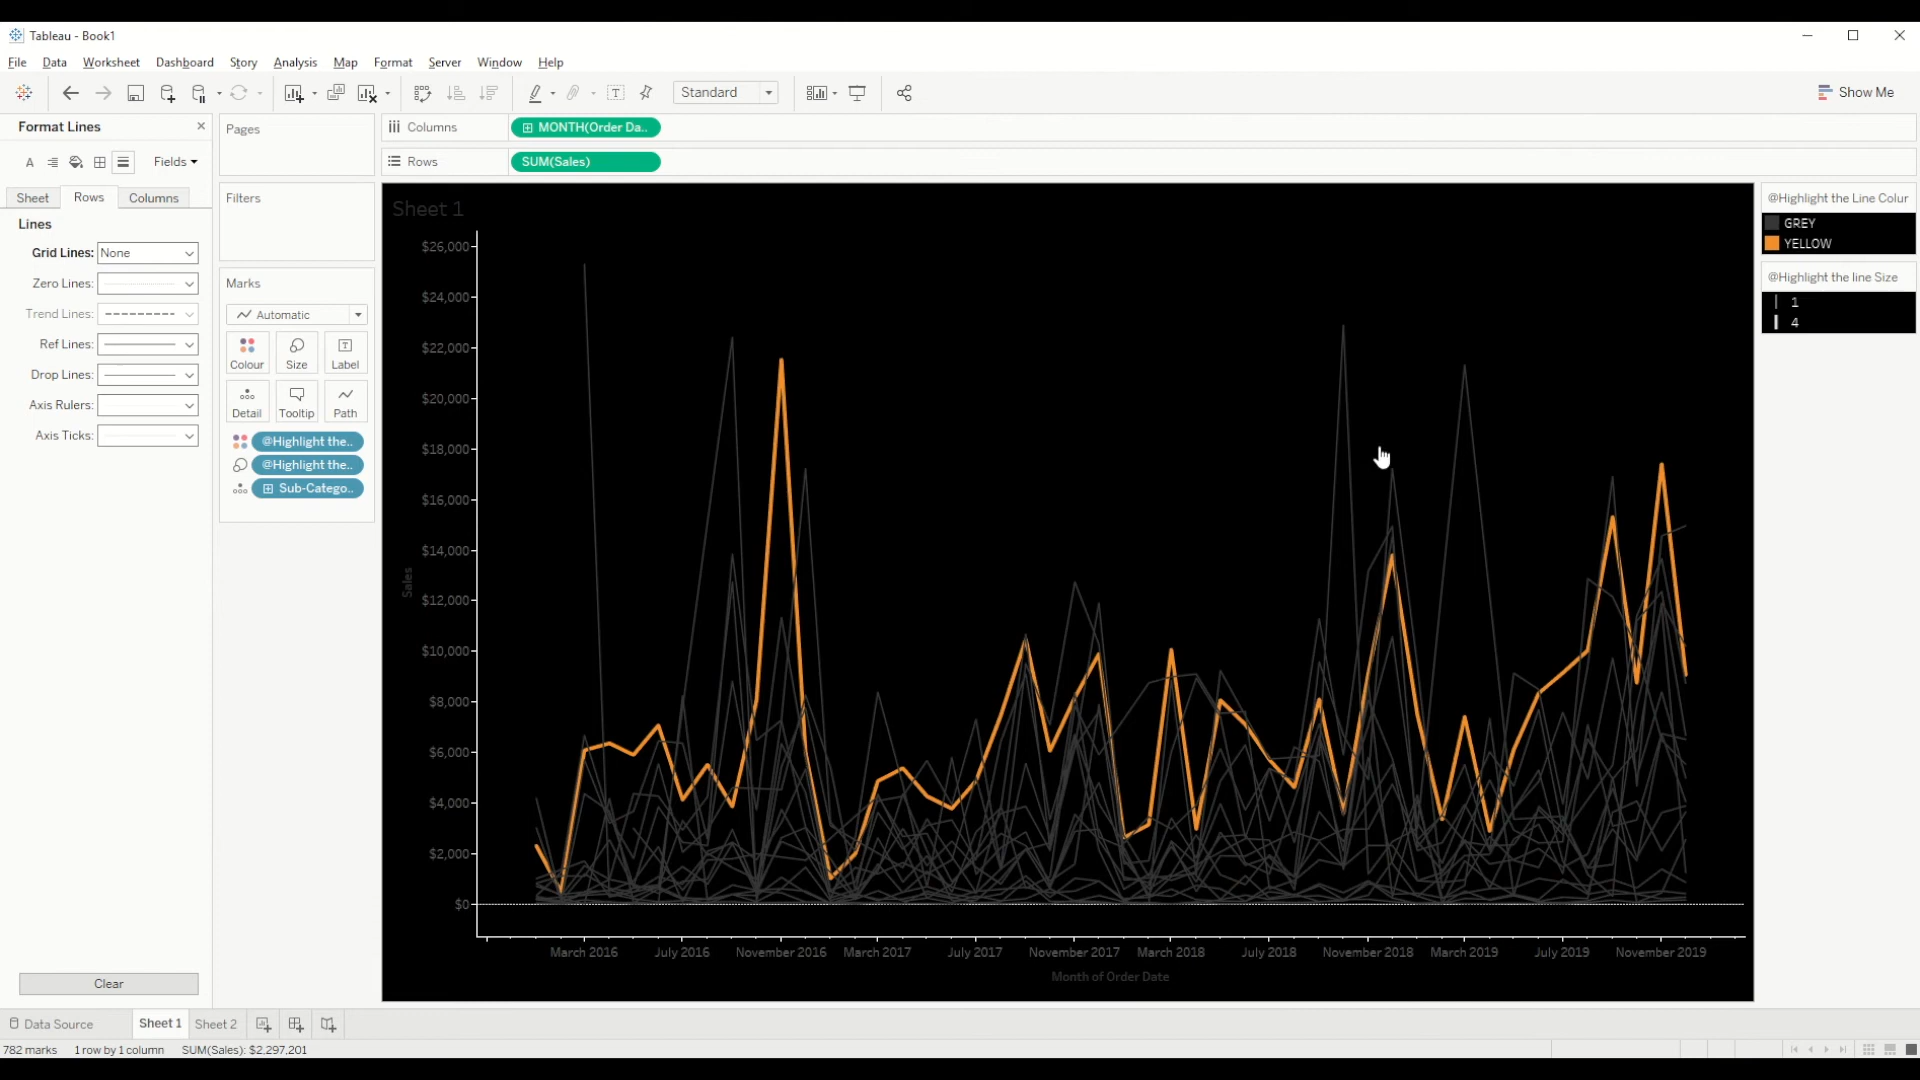 Tableau - Book1
File Data Worksheet Dashboard Story Analysis Map Format Server Window Help
Standard
Show Me
Format Lines
Fields
Sheet Rows Columns
Lines
Grid Lines: None
Zero Lines:
Trend Lines:
Ref Lines:
Drop Lines:
Axis Rulers:
Axis Ticks:
Clear
Pages
Filters
Marks
Automatic
Colour Size Label
Detail Tooltip Path
@Highlight the..
@Highlight the..
Sub-Catego..
Columns MONTH(Order Da..
Rows SUM(Sales)
Sheet 1
$26,000
$24,000
$22,000
$20,000
$18,000
$16,000
$14,000
$12,000
$10,000
$8,000
$6,000
$4,000
$2,000
$0
Sales
March 2016 July 2016 November 2016 March 2017 July 2017 November 2017 March 2018 July 2018 November 2018 March 2019 July 2019 November 2019
Month of Order Date
@Highlight the Line Colur
GREY
YELLOW
@Highlight the line Size
1
4
Data Source Sheet 1 Sheet 2
782 marks 1 row by 1 column SUM(Sales): $2,297,201